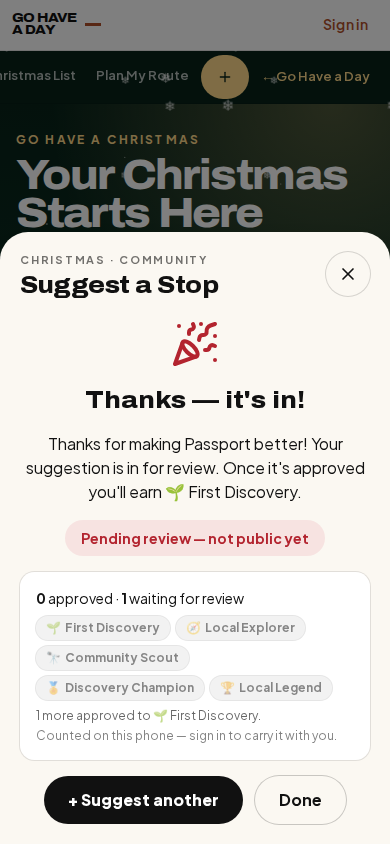 GO HAVE
A DAY
Sign in
hristmas List
Plan My Route
+
← Go Have a Day
GO HAVE A CHRISTMAS
Your Christmas
Starts Here
CHRISTMAS · COMMUNITY
Suggest a Stop
Thanks — it's in!
Thanks for making Passport better! Your
suggestion is in for review. Once it's approved
you'll earn 🌱 First Discovery.
Pending review — not public yet
0 approved · 1 waiting for review
🌱 First Discovery
🧭 Local Explorer
🔭 Community Scout
🏅 Discovery Champion
🏆 Local Legend
1 more approved to 🌱 First Discovery.
Counted on this phone — sign in to carry it with you.
+ Suggest another
Done